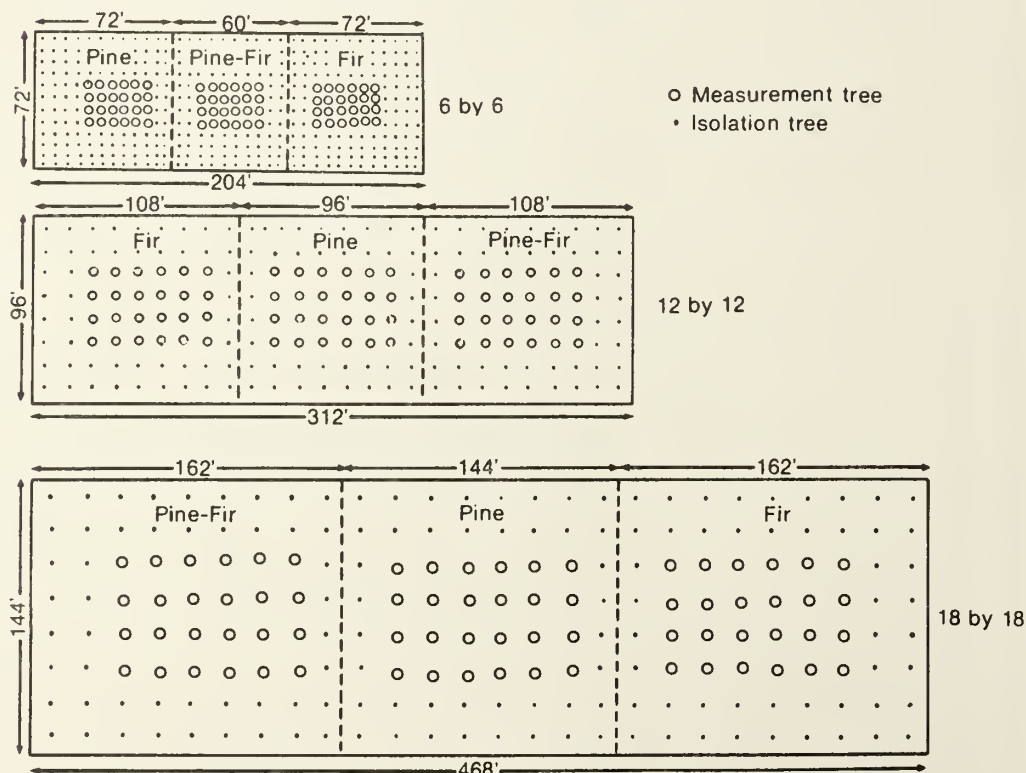 72' 60' 72'
Pine Pine-Fir Fir
72'
6 by 6
204'
○ Measurement tree
• Isolation tree
108' 96' 108'
Fir Pine Pine-Fir
96'
12 by 12
312'
162' 144' 162'
Pine-Fir Pine Fir
144'
18 by 18
468'